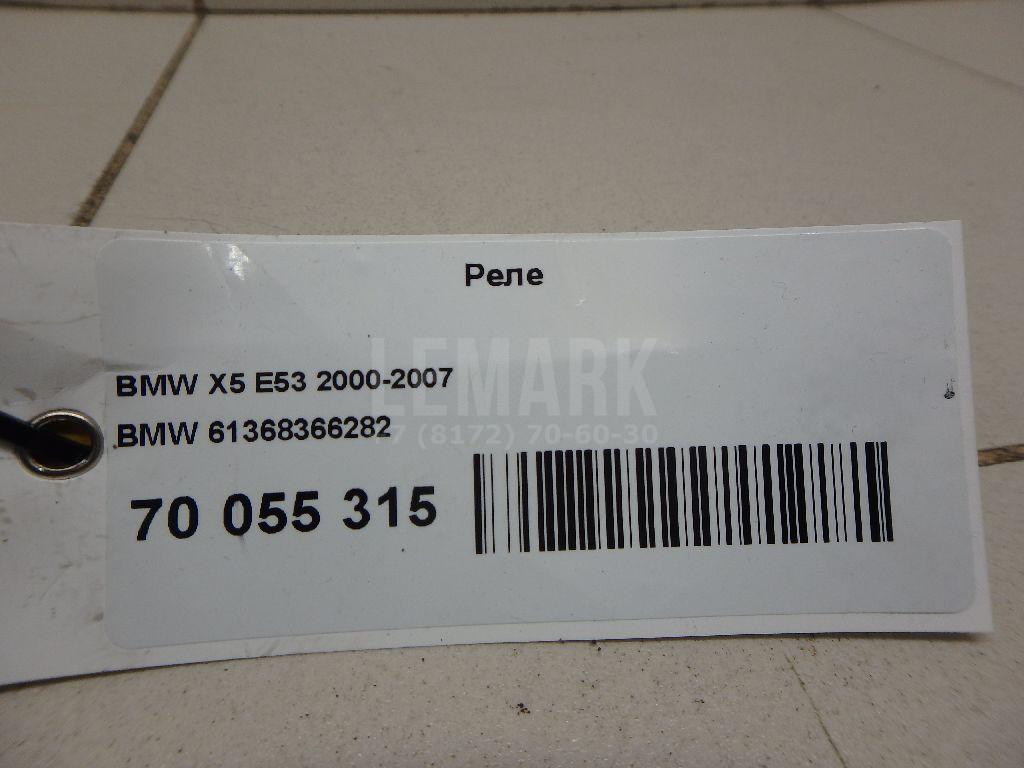 Реле
LEMARK
BMW X5 E53 2000-2007
+7 (8172) 70-60-30
BMW 61368366282
70 055 315